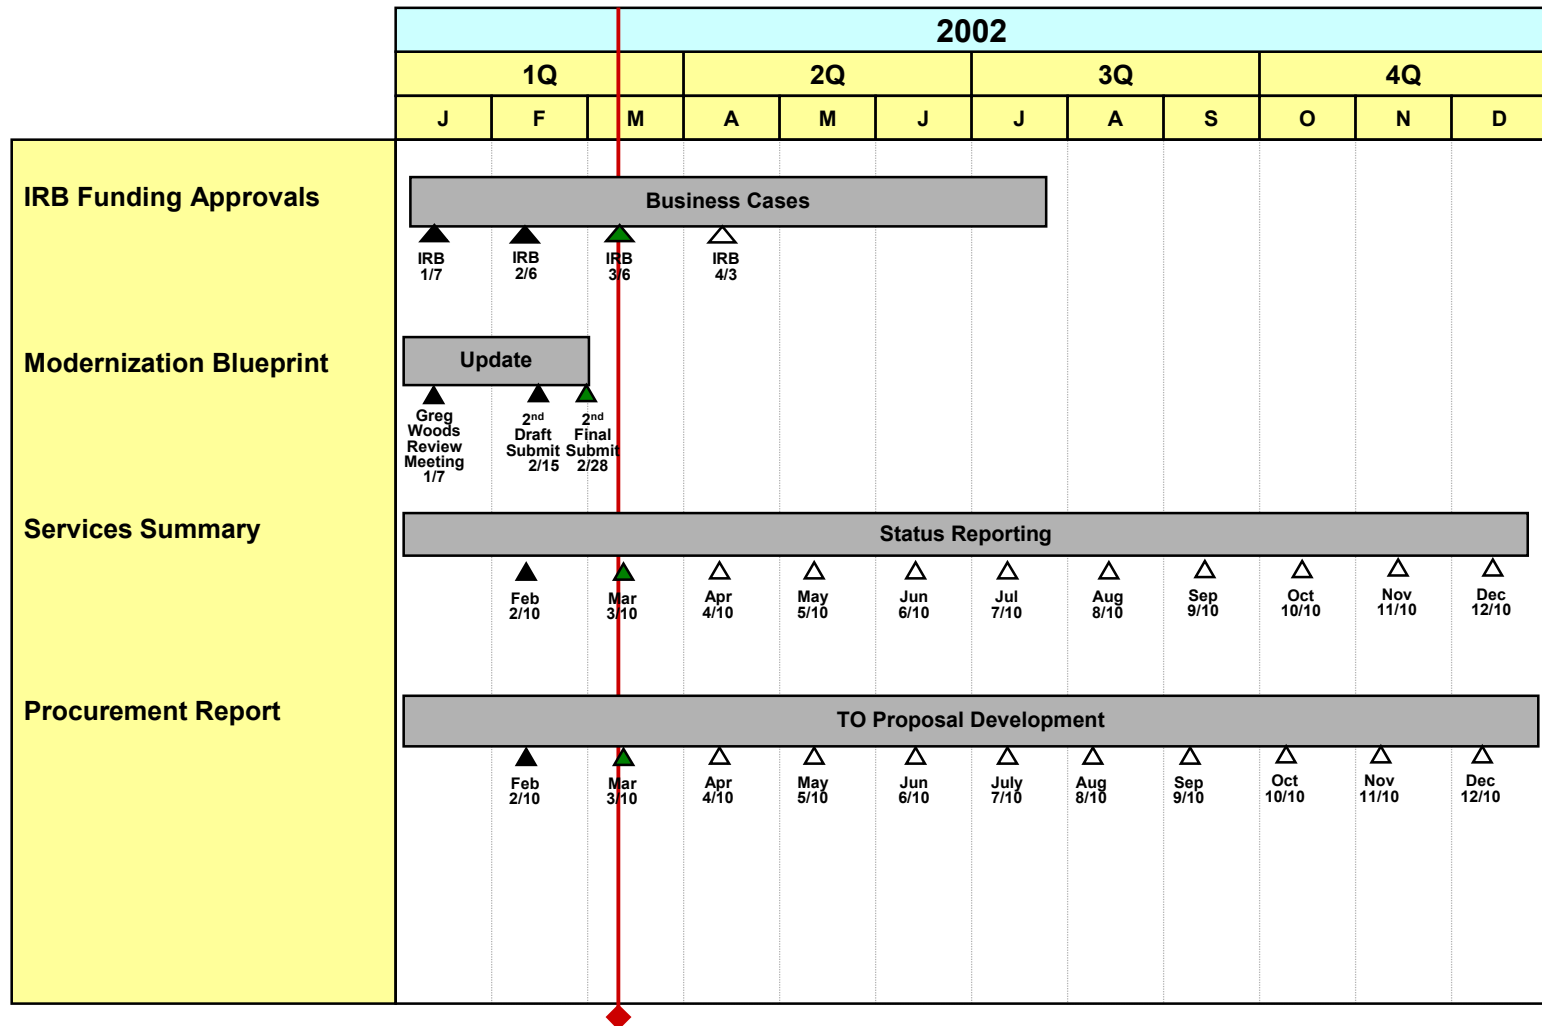 2002
1Q 2Q 3Q 4Q
J F M A M J J A S O N D
IRB Funding Approvals
Business Cases
IRB
1/7
IRB
2/6
IRB
3/6
IRB
4/3
Modernization Blueprint
Update
Greg
Woods
Review
Meeting
1/7
2nd
Draft
Submit
2/15
2nd
Final
Submit
2/28
Services Summary
Status Reporting
Feb
2/10
Mar
3/10
Apr
4/10
May
5/10
Jun
6/10
Jul
7/10
Aug
8/10
Sep
9/10
Oct
10/10
Nov
11/10
Dec
12/10
Procurement Report
TO Proposal Development
Feb
2/10
Mar
3/10
Apr
4/10
May
5/10
Jun
6/10
July
7/10
Aug
8/10
Sep
9/10
Oct
10/10
Nov
11/10
Dec
12/10